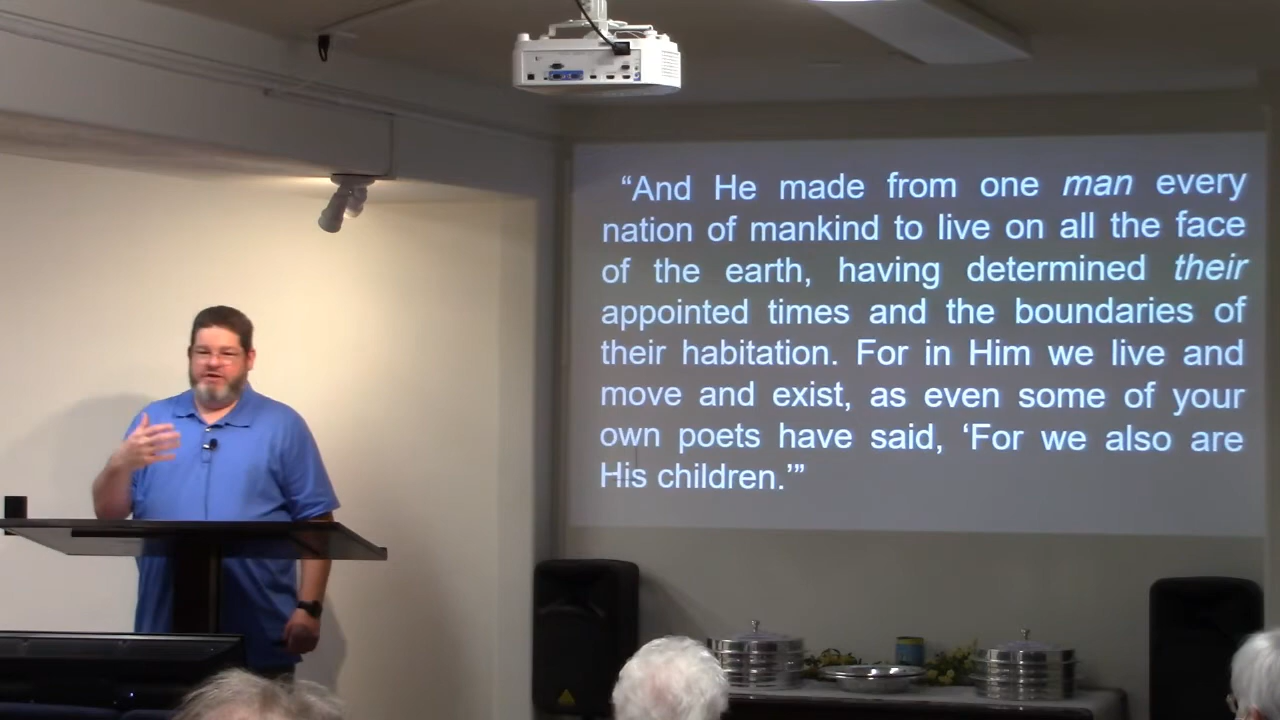 “And He made from one man every
nation of mankind to live on all the face
of the earth, having determined their
appointed times and the boundaries of
their habitation. For in Him we live and
move and exist, as even some of your
own poets have said, ‘For we also are
His children.’”